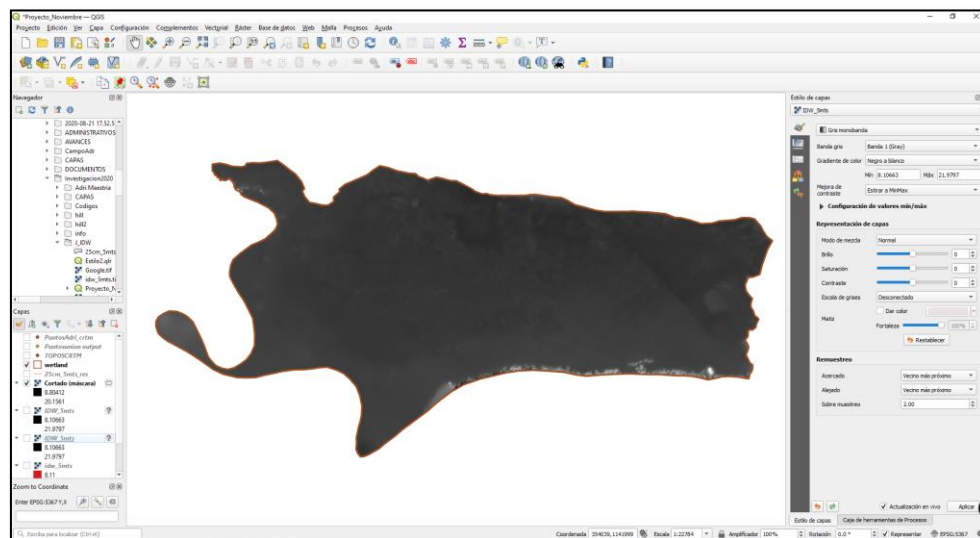 *Proyecto_Noviembre — QGIS
Proyecto Edición Ver Capa Configuración Complementos Vectorial Ráster Base de datos Web Malla Procesos Ayuda
Navegador
2020-08-21 17.52.5
ADMINISTRATIVOS
AVANCES
CampoAdr
CAPAS
DOCUMENTOS
Investigacion2020
Adri Maestria
CAPAS
Codigos
hill
hill2
info
J_IDW
25cm_5mts
Estilo2.qlr
Google.tif
idw_5mts.ti
Proyecto_N
Capas
PuntosAdri_crtm
Puntosunion output
TOPOSCRTM
wetland
25cm_5mts_res
Cortado (máscara)
8.80412
20.1561
IDW_5mts
8.10663
21.9797
IDW_5mts
8.10663
21.9797
idw_5mts
8.11
Zoom to Coordinate
Enter EPSG:5367 Y,X
Escriba para localizar (Ctrl+K)
Estilo de capas
IDW_5mts
Gris monobanda
Banda gris Banda 1 (Gray)
Gradiente de color Negro a blanco
Mín 8.10663 Máx 21.9797
Mejora de contraste Estirar a MinMax
Configuración de valores mín/máx
Representación de capas
Modo de mezcla Normal
Brillo 0
Saturación 0
Contraste 0
Escala de grises Desconectado
Matiz Dar color
Fortaleza 100%
Restablecer
Remuestreo
Acercado Vecino más próximo
Alejado Vecino más próximo
Sobre muestreo 2.00
Actualización en vivo Aplicar
Estilo de capas Caja de herramientas de Procesos
Coordenada 354039,1141999 Escala 1:22784 Amplificador 100% Rotación 0.0 ° Representar EPSG:5367